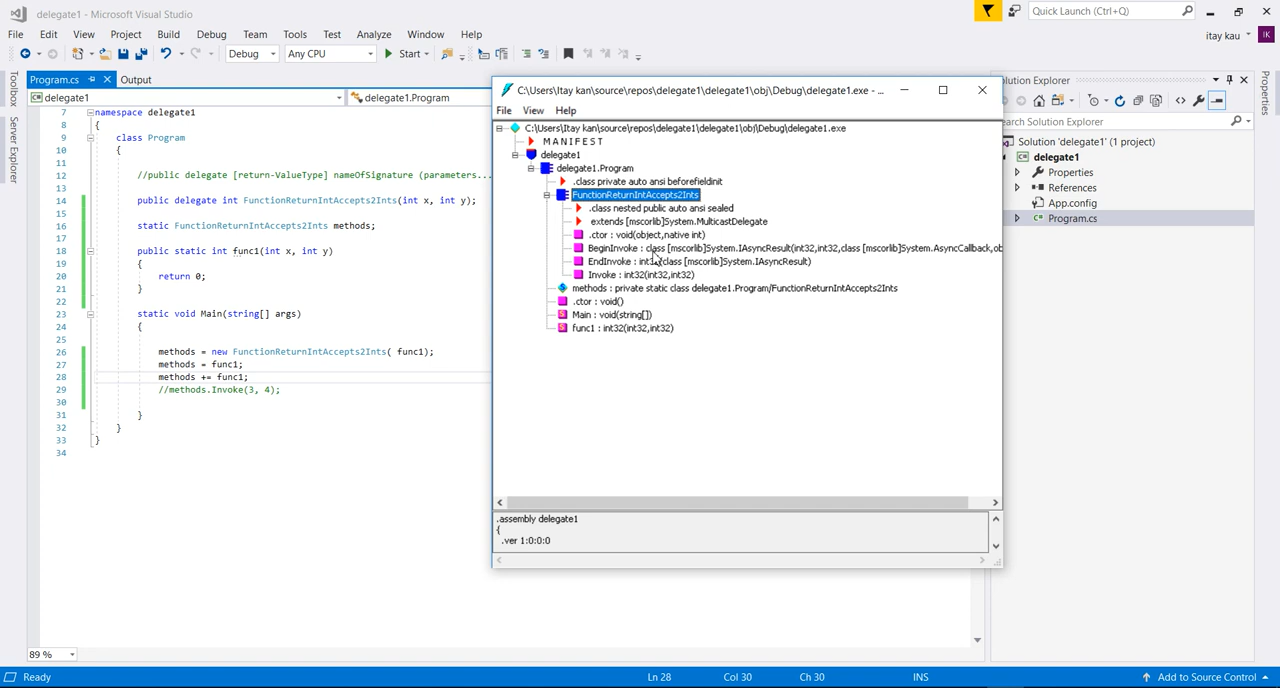 delegate1 - Microsoft Visual Studio
Quick Launch (Ctrl+Q)
File Edit View Project Build Debug Team Tools Test Analyze Window Help
itay kau IK
Debug Any CPU Start
Program.cs Output
delegate1 delegate1.Program
Toolbox
Server Explorer
7 namespace delegate1
8 {
9 class Program
10 {
11
12 //public delegate [return-ValueType] nameOfSignature (parameters...
13
14 public delegate int FunctionReturnIntAccepts2Ints(int x, int y);
15
16 static FunctionReturnIntAccepts2Ints methods;
17
18 public static int func1(int x, int y)
19 {
20 return 0;
21 }
22
23 static void Main(string[] args)
24 {
25
26 methods = new FunctionReturnIntAccepts2Ints( func1);
27 methods = func1;
28 methods += func1;
29 //methods.Invoke(3, 4);
30
31 }
32 }
33 }
34
89 %
C:\Users\Itay kan\source\repos\delegate1\delegate1\obj\Debug\delegate1.exe - ...
File View Help
C:\Users\Itay kan\source\repos\delegate1\delegate1\obj\Debug\delegate1.exe
M A N I F E S T
delegate1
delegate1.Program
.class private auto ansi beforefieldinit
FunctionReturnIntAccepts2Ints
.class nested public auto ansi sealed
extends [mscorlib]System.MulticastDelegate
.ctor : void(object,native int)
BeginInvoke : class [mscorlib]System.IAsyncResult(int32,int32,class [mscorlib]System.AsyncCallback,ob
EndInvoke : int32(class [mscorlib]System.IAsyncResult)
Invoke : int32(int32,int32)
methods : private static class delegate1.Program/FunctionReturnIntAccepts2Ints
.ctor : void()
Main : void(string[])
func1 : int32(int32,int32)
.assembly delegate1
{
.ver 1:0:0:0
olution Explorer
earch Solution Explorer
Solution 'delegate1' (1 project)
delegate1
Properties
References
App.config
Program.cs
Properties
Ready Ln 28 Col 30 Ch 30 INS Add to Source Control